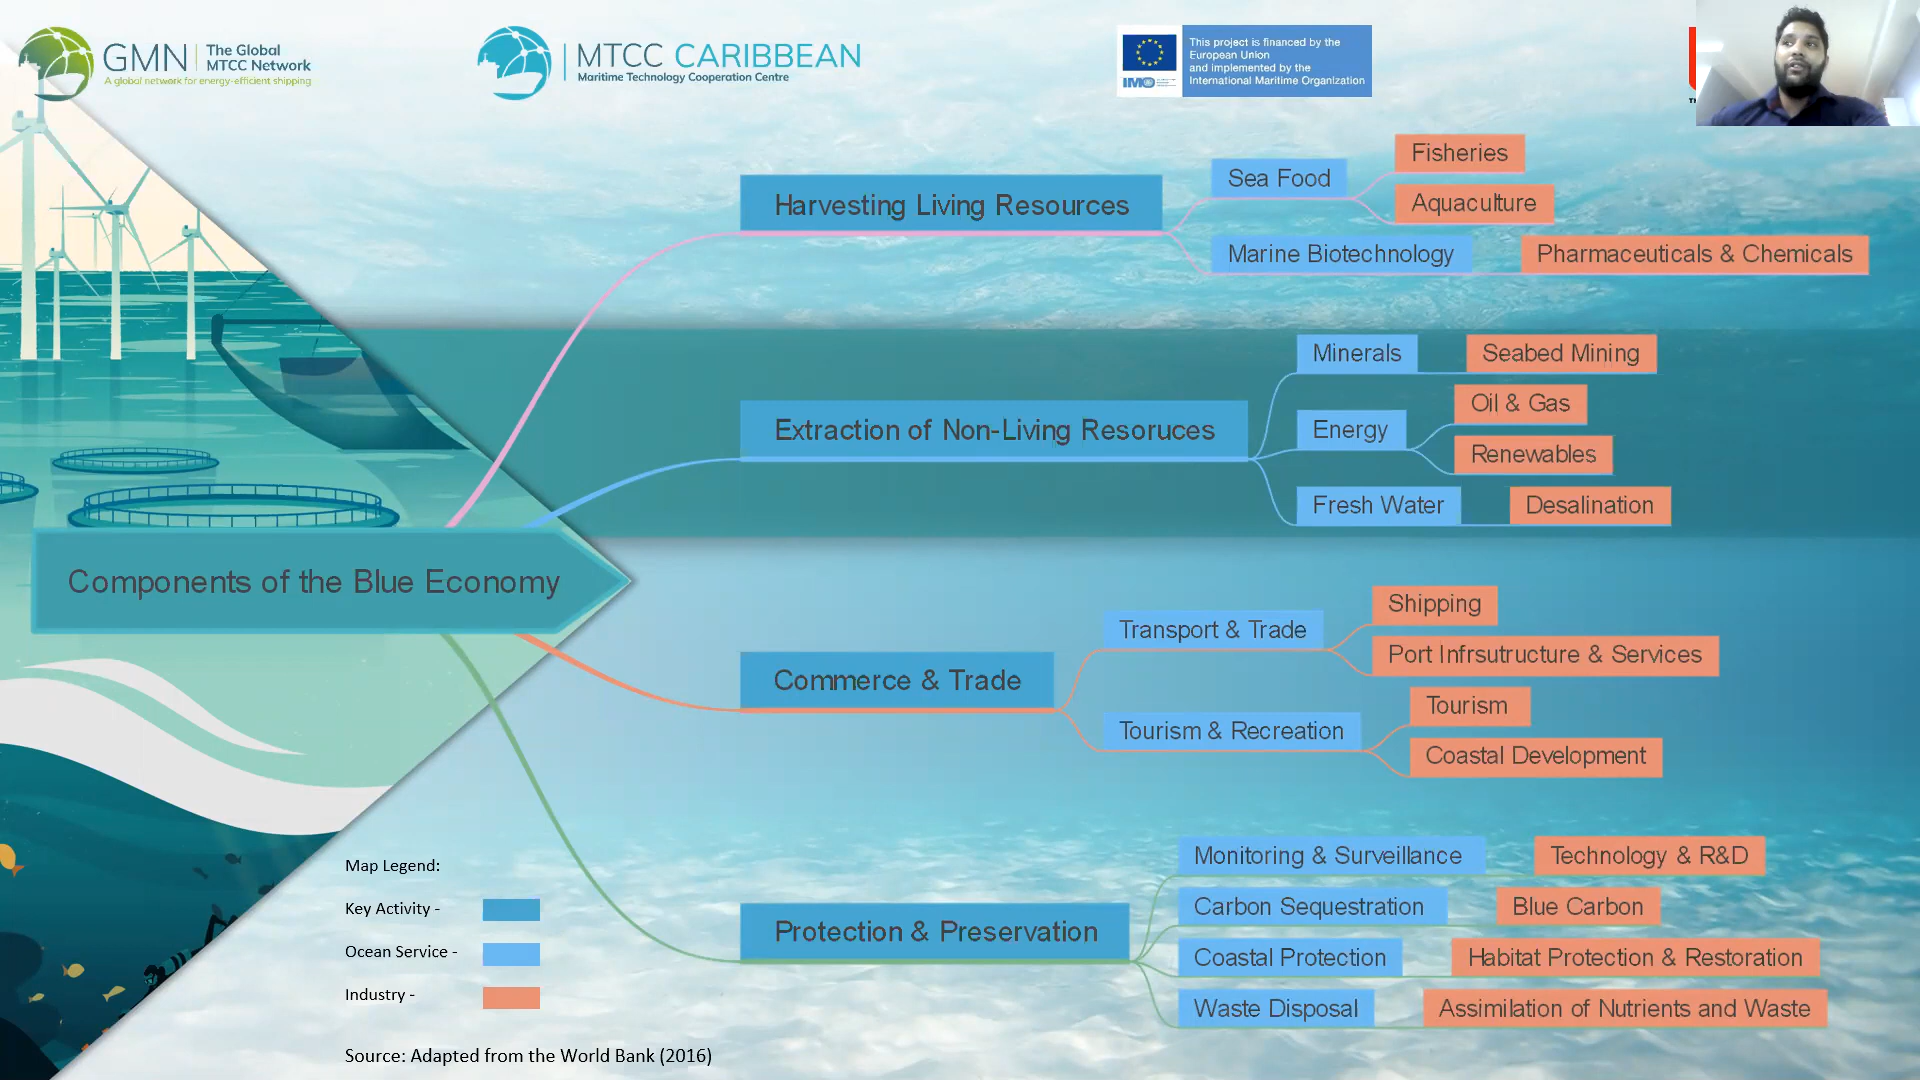 GMN
The Global
MTCC Network
A global network for energy-efficient shipping
MTCC CARIBBEAN
Maritime Technology Cooperation Centre
IMO
This project is financed by the
European Union
and implemented by the
International Maritime Organization
Components of the Blue Economy
Harvesting Living Resources
Sea Food
Fisheries
Aquaculture
Marine Biotechnology
Pharmaceuticals & Chemicals
Extraction of Non-Living Resoruces
Minerals
Seabed Mining
Energy
Oil & Gas
Renewables
Fresh Water
Desalination
Commerce & Trade
Transport & Trade
Shipping
Port Infrsutructure & Services
Tourism & Recreation
Tourism
Coastal Development
Protection & Preservation
Monitoring & Surveillance
Technology & R&D
Carbon Sequestration
Blue Carbon
Coastal Protection
Habitat Protection & Restoration
Waste Disposal
Assimilation of Nutrients and Waste
Map Legend:
Key Activity -
Ocean Service -
Industry -
Source: Adapted from the World Bank (2016)